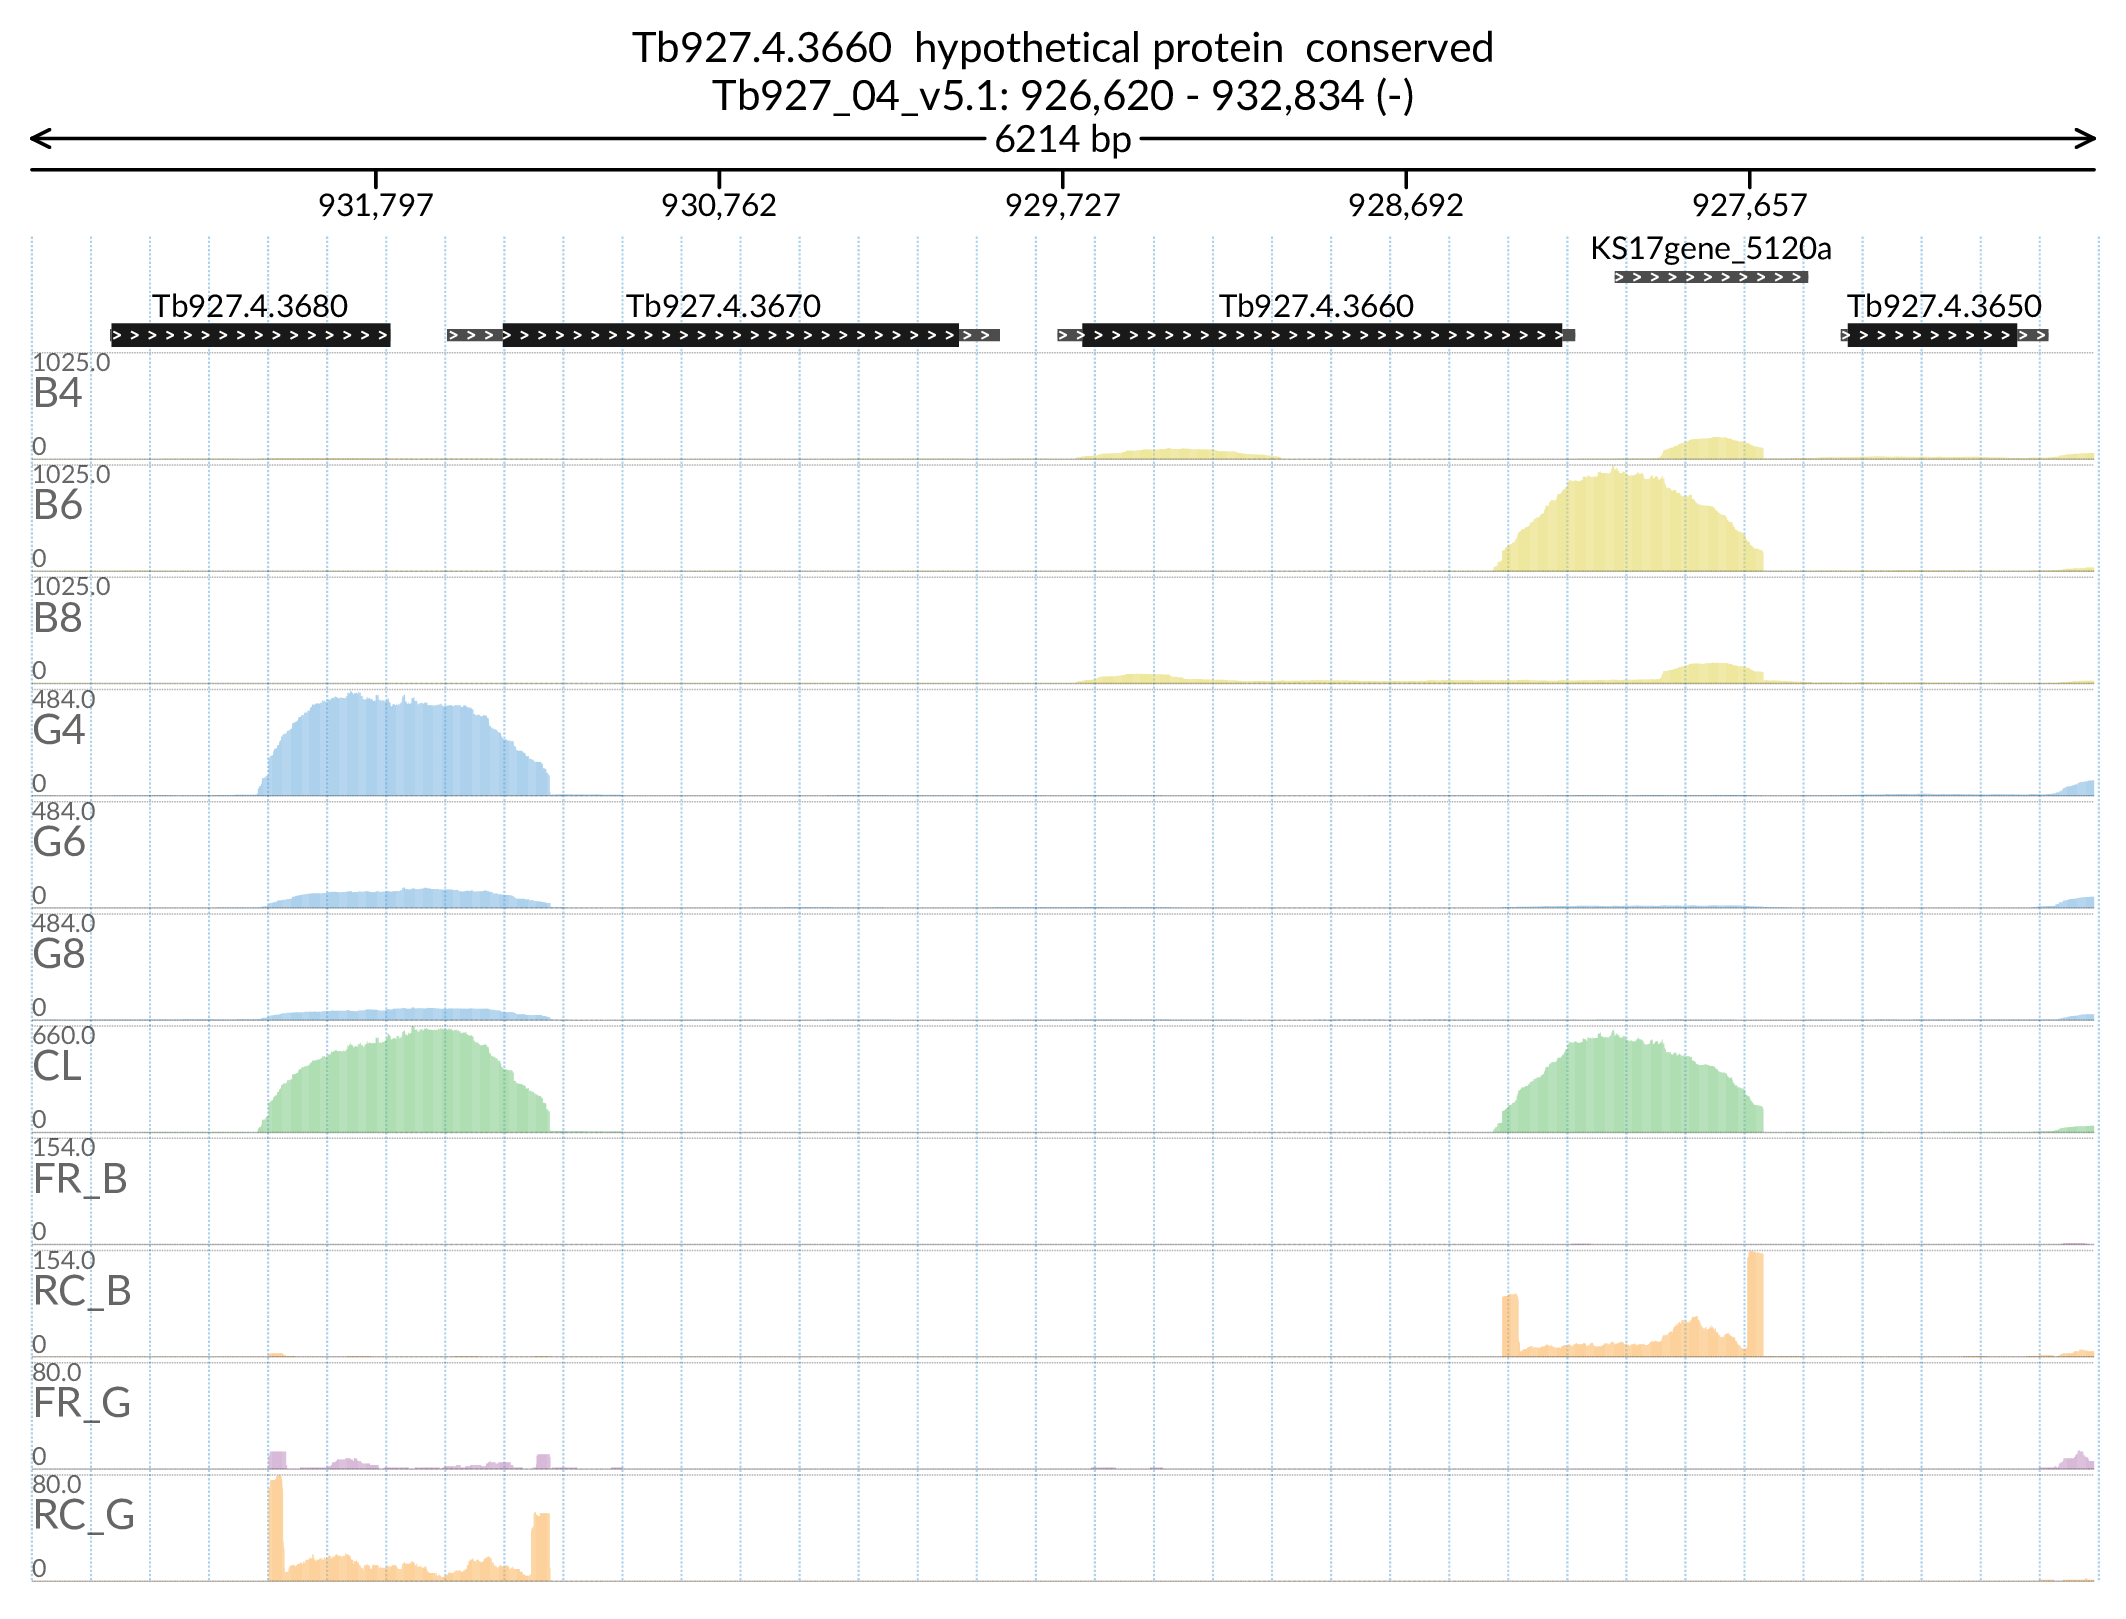 Tb927.4.3660  hypothetical protein  conserved
Tb927_04_v5.1: 926,620 - 932,834 (-)
6214 bp
931,797 930,762 929,727 928,692 927,657
KS17gene_5120a
Tb927.4.3680 Tb927.4.3670 Tb927.4.3660 Tb927.4.3650
1025.0
B4
0
1025.0
B6
0
1025.0
B8
0
484.0
G4
0
484.0
G6
0
484.0
G8
0
660.0
CL
0
154.0
FR_B
0
154.0
RC_B
0
80.0
FR_G
0
80.0
RC_G
0